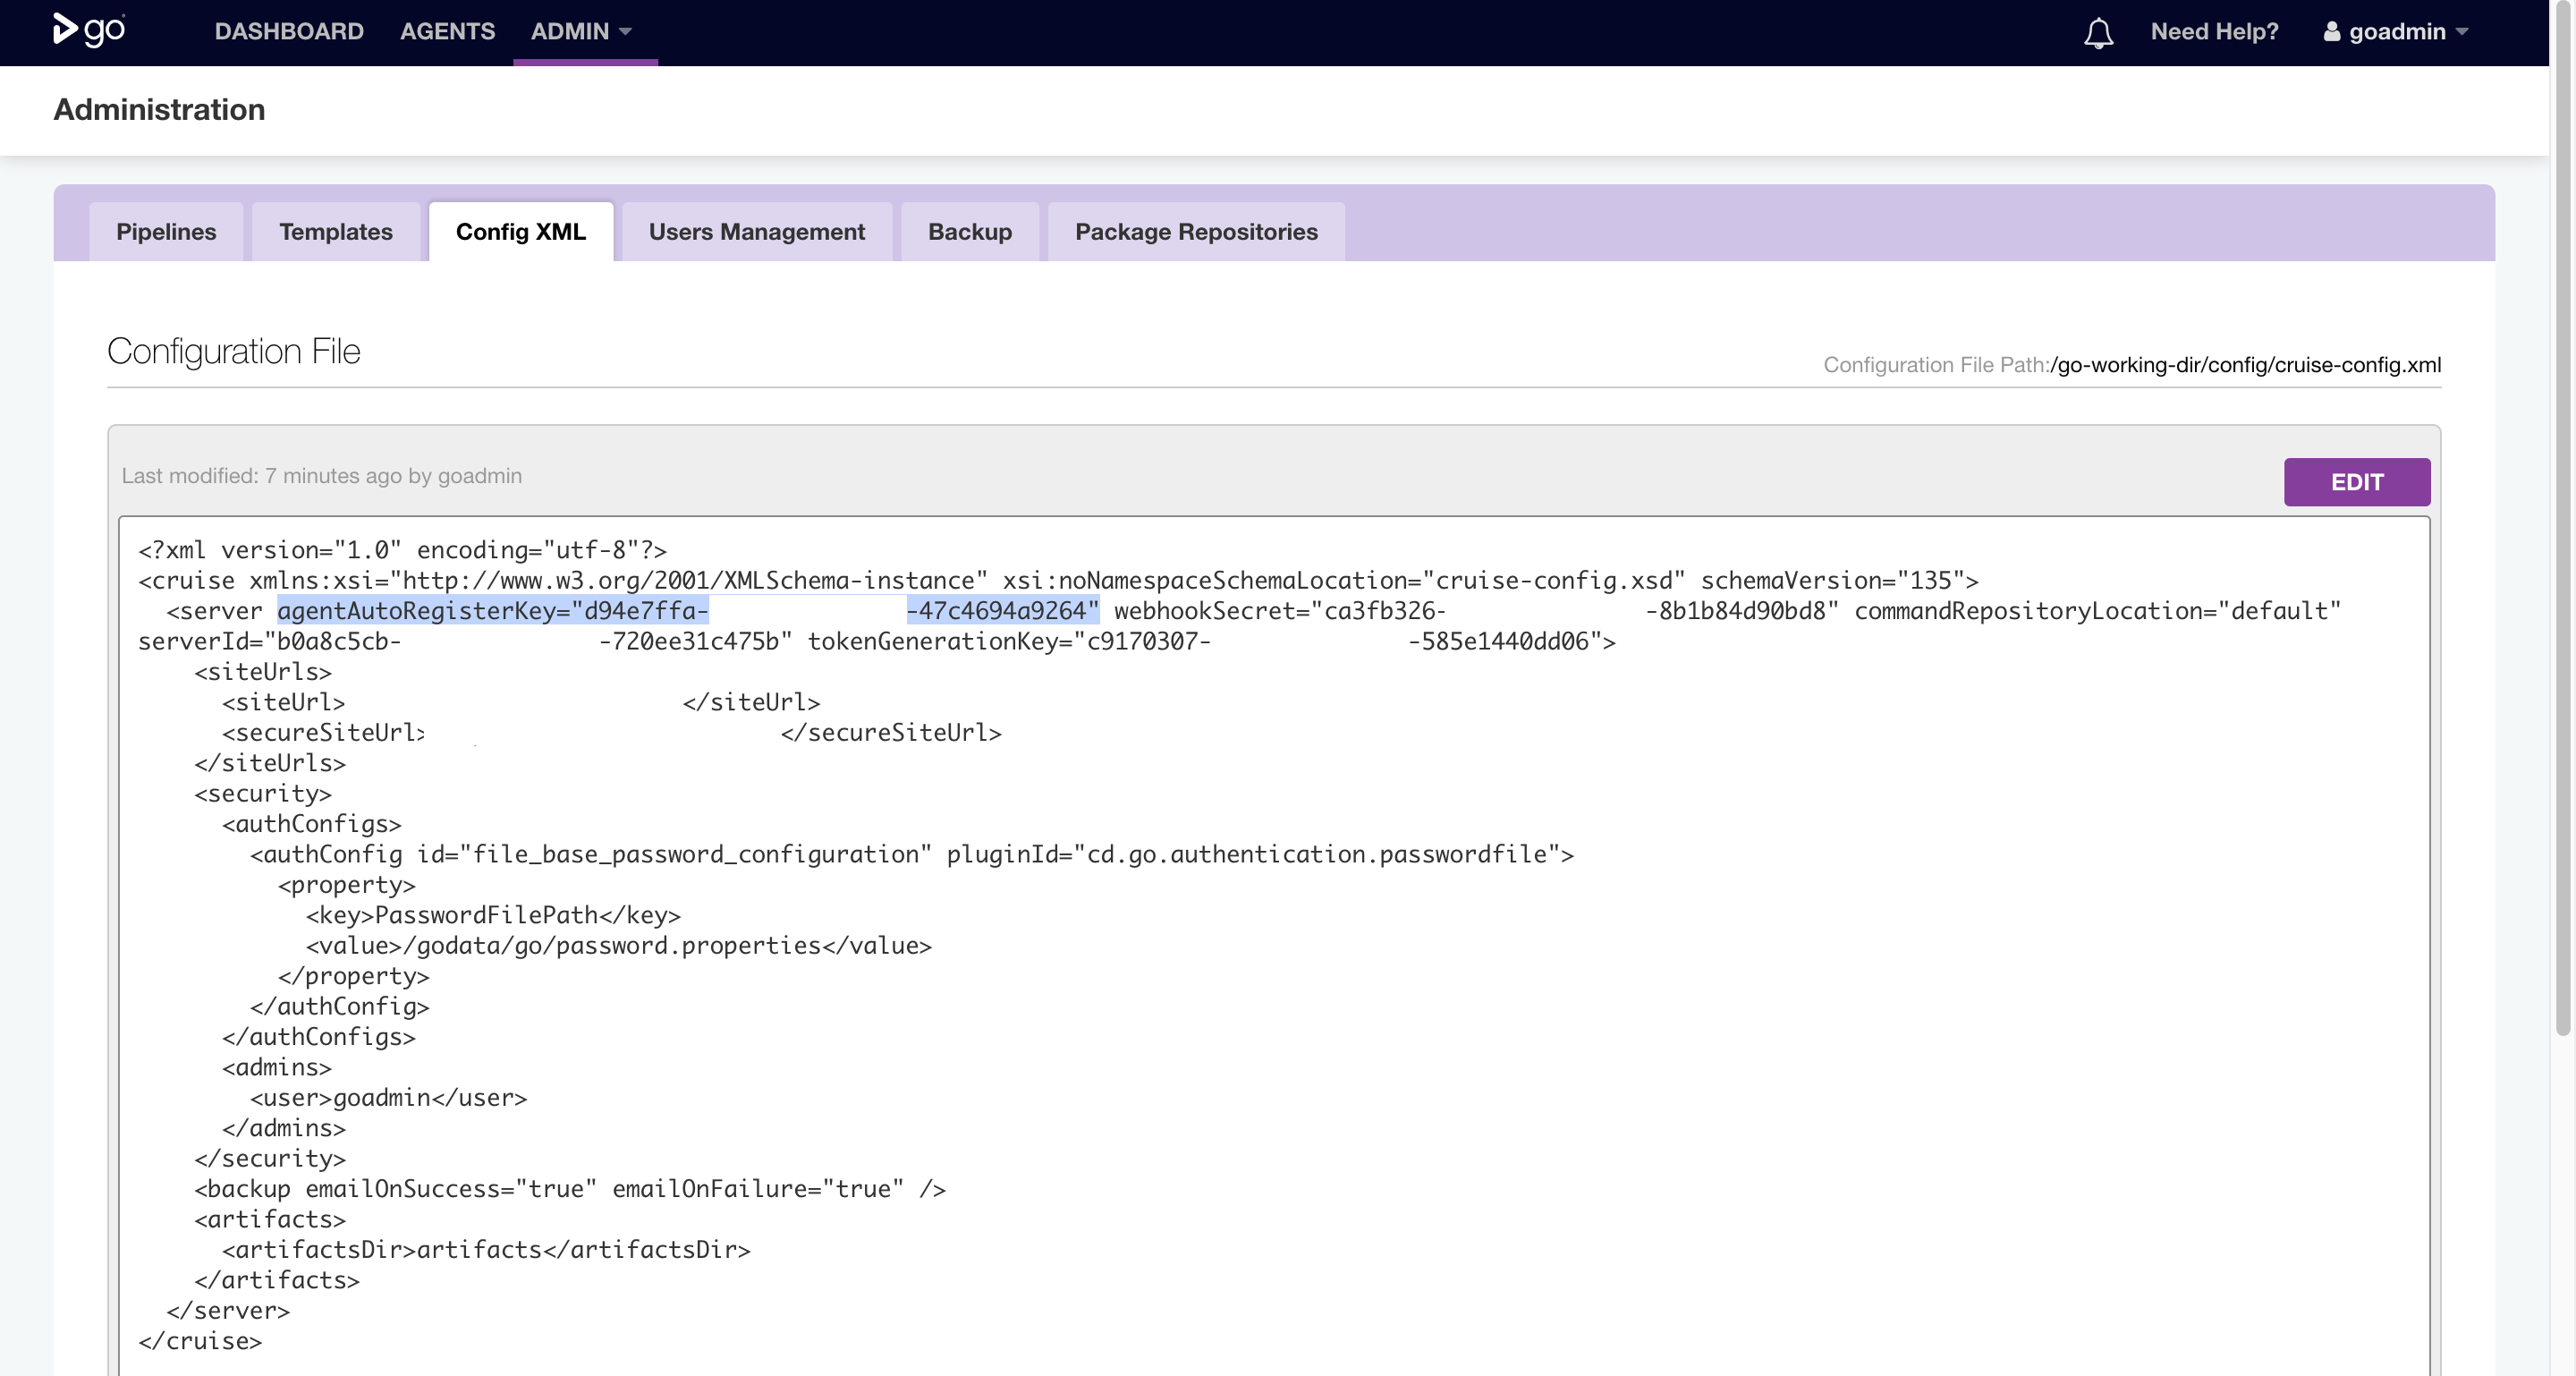 go DASHBOARD AGENTS ADMIN Need Help? goadmin
Administration
Pipelines Templates Config XML Users Management Backup Package Repositories
Configuration File
Configuration File Path:/go-working-dir/config/cruise-config.xml
Last modified: 7 minutes ago by goadmin
EDIT
<?xml version="1.0" encoding="utf-8"?>
<cruise xmlns:xsi="http://www.w3.org/2001/XMLSchema-instance" xsi:noNamespaceSchemaLocation="cruise-config.xsd" schemaVersion="135">
<server agentAutoRegisterKey="d94e7ffa- -47c4694a9264" webhookSecret="ca3fb326- -8b1b84d90bd8" commandRepositoryLocation="default"
serverId="b0a8c5cb- -720ee31c475b" tokenGenerationKey="c9170307- -585e1440dd06">
<siteUrls>
<siteUrl> </siteUrl>
<secureSiteUrl> </secureSiteUrl>
</siteUrls>
<security>
<authConfigs>
<authConfig id="file_base_password_configuration" pluginId="cd.go.authentication.passwordfile">
<property>
<key>PasswordFilePath</key>
<value>/godata/go/password.properties</value>
</property>
</authConfig>
</authConfigs>
<admins>
<user>goadmin</user>
</admins>
</security>
<backup emailOnSuccess="true" emailOnFailure="true" />
<artifacts>
<artifactsDir>artifacts</artifactsDir>
</artifacts>
</server>
</cruise>